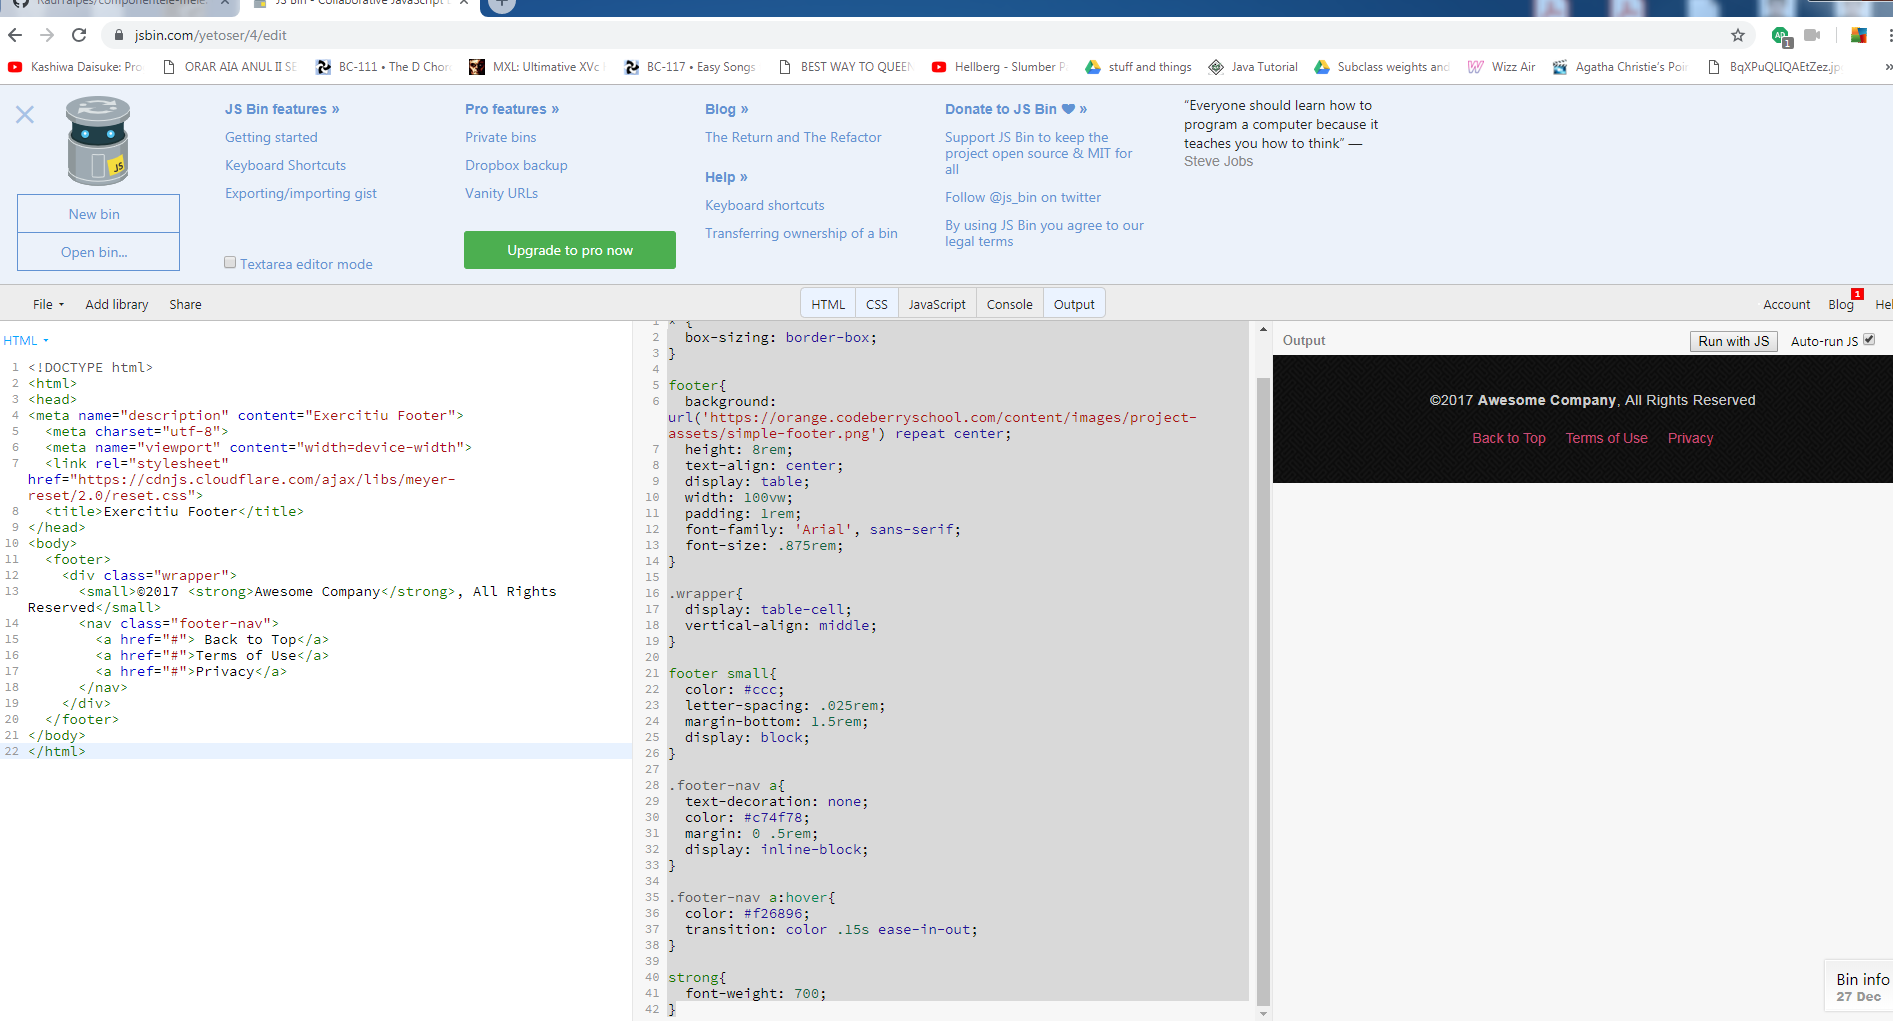 JS Bin - Collaborative JavaScript
jsbin.com/yetoser/4/edit
1
Kashiwa Daisuke: Pro
ORAR AIA ANUL II SE
BC-111 • The D Chor
MXL: Ultimative XVc
BC-117 • Easy Songs
BEST WAY TO QUEEN
Hellberg - Slumber P
stuff and things
Java Tutorial
Subclass weights and
Wizz Air
Agatha Christie's Poi
BqXPuQLIQAEtZez.jp
»
JS
New bin
Open bin...
JS Bin features »
Getting started
Keyboard Shortcuts
Exporting/importing gist
Textarea editor mode
Pro features »
Private bins
Dropbox backup
Vanity URLs
Upgrade to pro now
Blog »
The Return and The Refactor
Help »
Keyboard shortcuts
Transferring ownership of a bin
Donate to JS Bin ♥ »
Support JS Bin to keep the
project open source & MIT for
all
Follow @js_bin on twitter
By using JS Bin you agree to our
legal terms
“Everyone should learn how to
program a computer because it
teaches you how to think” —
Steve Jobs
File
Add library
Share
HTML
CSS
JavaScript
Console
Output
Account
Blog
1
Hel
HTML
1 <!DOCTYPE html>
2 <html>
3 <head>
4 <meta name="description" content="Exercitiu Footer">
5 <meta charset="utf-8">
6 <meta name="viewport" content="width=device-width">
7 <link rel="stylesheet"
href="https://cdnjs.cloudflare.com/ajax/libs/meyer-
reset/2.0/reset.css">
8 <title>Exercitiu Footer</title>
9 </head>
10 <body>
11 <footer>
12 <div class="wrapper">
13 <small>©2017 <strong>Awesome Company</strong>, All Rights
Reserved</small>
14 <nav class="footer-nav">
15 <a href="#"> Back to Top</a>
16 <a href="#">Terms of Use</a>
17 <a href="#">Privacy</a>
18 </nav>
19 </div>
20 </footer>
21 </body>
22 </html>
1 * {
2 box-sizing: border-box;
3 }
4
5 footer{
6 background:
url('https://orange.codeberryschool.com/content/images/project-
assets/simple-footer.png') repeat center;
7 height: 8rem;
8 text-align: center;
9 display: table;
10 width: 100vw;
11 padding: 1rem;
12 font-family: 'Arial', sans-serif;
13 font-size: .875rem;
14 }
15
16 .wrapper{
17 display: table-cell;
18 vertical-align: middle;
19 }
20
21 footer small{
22 color: #ccc;
23 letter-spacing: .025rem;
24 margin-bottom: 1.5rem;
25 display: block;
26 }
27
28 .footer-nav a{
29 text-decoration: none;
30 color: #c74f78;
31 margin: 0 .5rem;
32 display: inline-block;
33 }
34
35 .footer-nav a:hover{
36 color: #f26896;
37 transition: color .15s ease-in-out;
38 }
39
40 strong{
41 font-weight: 700;
42 }
Output
Run with JS
Auto-run JS
©2017 Awesome Company, All Rights Reserved
Back to Top Terms of Use Privacy
Bin info
27 Dec